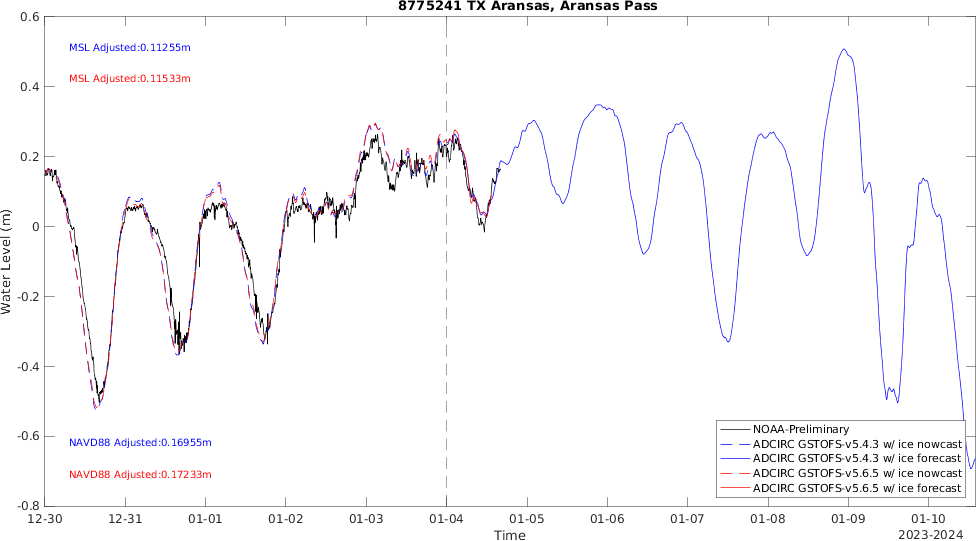 8775241 TX Aransas, Aransas Pass
0.6
0.4
0.2
0
-0.2
-0.4
-0.6
-0.8
Water Level (m)
MSL Adjusted:0.11255m
MSL Adjusted:0.11533m
NAVD88 Adjusted:0.16955m
NAVD88 Adjusted:0.17233m
NOAA-Preliminary
ADCIRC GSTOFS-v5.4.3 w/ ice nowcast
ADCIRC GSTOFS-v5.4.3 w/ ice forecast
ADCIRC GSTOFS-v5.6.5 w/ ice nowcast
ADCIRC GSTOFS-v5.6.5 w/ ice forecast
12-30 12-31 01-01 01-02 01-03 01-04 01-05 01-06 01-07 01-08 01-09 01-10
Time
2023-2024